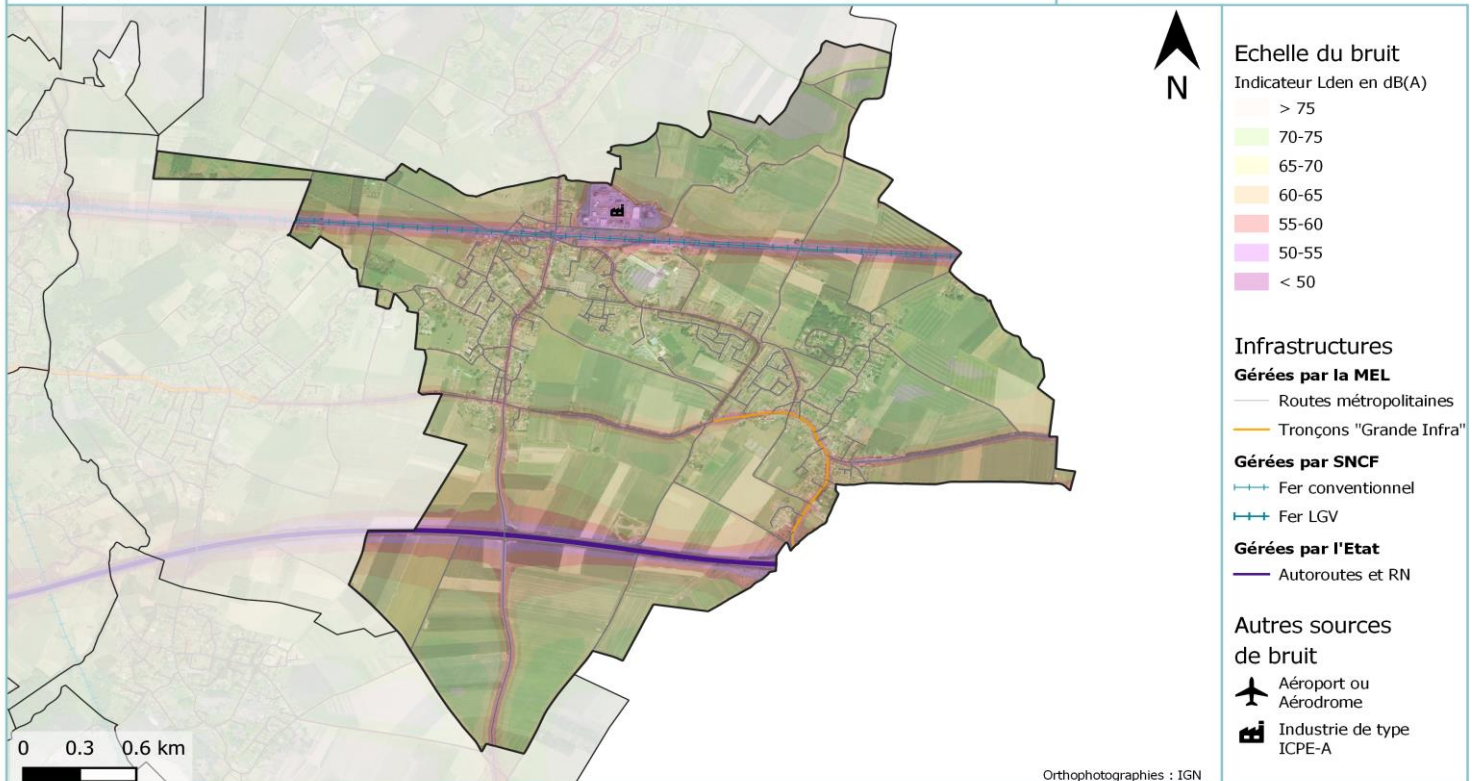 N
Echelle du bruit
Indicateur Lden en dB(A)
> 75
70-75
65-70
60-65
55-60
50-55
< 50
Infrastructures
Gérées par la MEL
Routes métropolitaines
Tronçons "Grande Infra"
Gérées par SNCF
Fer conventionnel
Fer LGV
Gérées par l'Etat
Autoroutes et RN
Autres sources
de bruit
Aéroport ou
Aérodrome
Industrie de type
ICPE-A
0 0.3 0.6 km
Orthophotographies : IGN